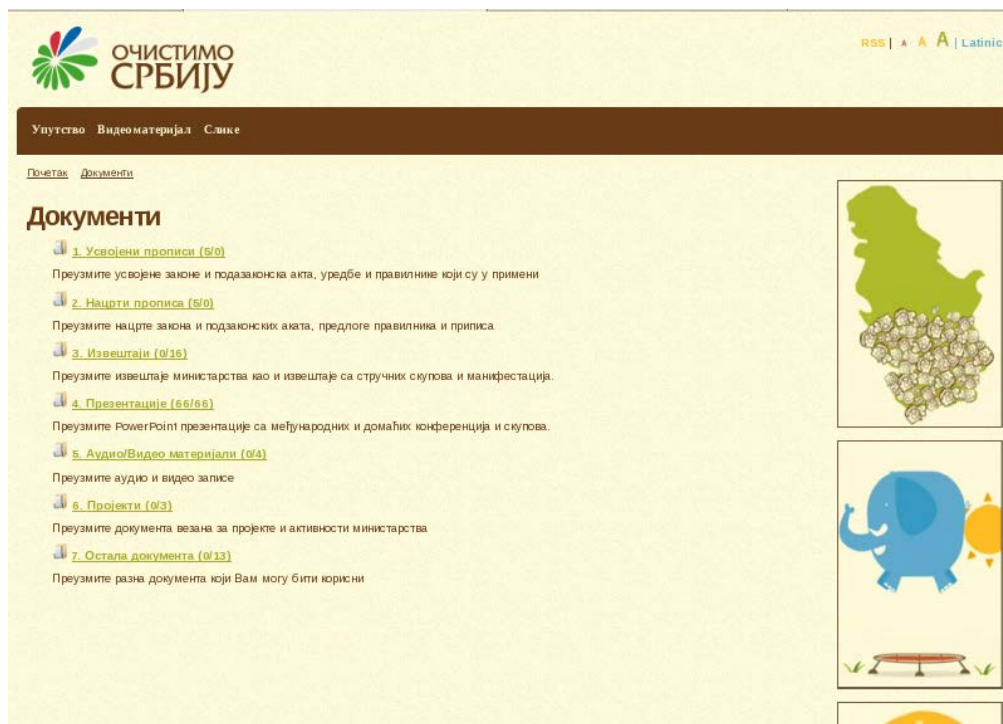 ОЧИСТИМО
СРБИЈУ
RSS | A A A | Latinic
Упутство Видеоматеријал Слике
Почетак Документи
Документи
1. Усвојени прописи (5/0)
Преузмите усвојене законе и подазаконска акта, уредбе и правилнике који су у примени
2. Нацрти прописа (5/0)
Преузмите нацрте закона и подзаконских аката, предлоге правилника и приписа
3. Извештаји (0/16)
Преузмите извештаје министарства као и извештаје са стручних скупова и манифестација.
4. Презентације (66/66)
Преузмите PowerPoint презентације са међународних и домаћих конференција и скупова.
5. Аудио/Видео материјали (0/4)
Преузмите аудио и видео записе
6. Пројекти (0/3)
Преузмите документа везана за пројекте и активности министарства
7. Остала документа (0/13)
Преузмите разна документа који Вам могу бити корисни